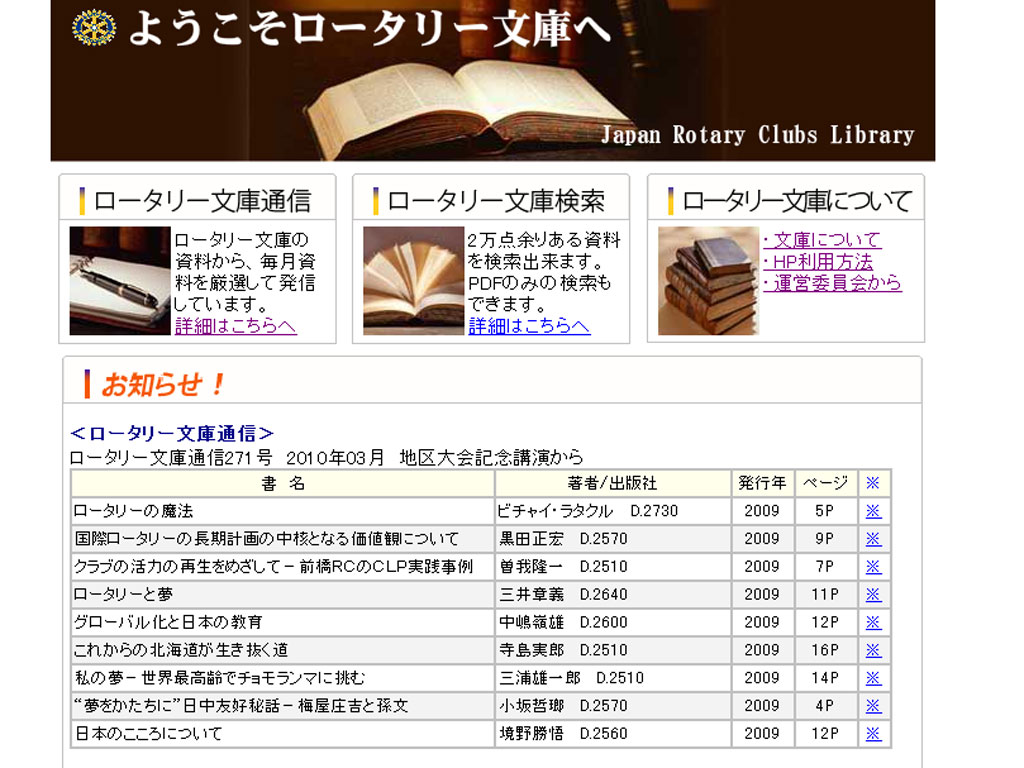 ようこそロータリー文庫へ
Japan Rotary Clubs Library
ロータリー文庫通信
ロータリー文庫の
資料から、毎月資
料を厳選して発信
しています。
詳細はこちらへ
ロータリー文庫検索
2万点余りある資料
を検索出来ます。
PDFのみの検索も
できます。
詳細はこちらへ
ロータリー文庫について
・文庫について
・HP利用方法
・運営委員会から
お知らせ！
＜ロータリー文庫通信＞
ロータリー文庫通信271号 2010年03月 地区大会記念講演から
書 名 著者/出版社 発行年 ページ ※
ロータリーの魔法 ビチャイ・ラタクル D.2730 2009 5P ※
国際ロータリーの長期計画の中核となる価値観について 黒田正宏 D.2570 2009 9P ※
クラブの活力の再生をめざして－前橋RCのCLP実践事例 曽我隆一 D.2510 2009 7P ※
ロータリーと夢 三井章義 D.2640 2009 11P ※
グローバル化と日本の教育 中嶋嶺雄 D.2600 2009 12P ※
これからの北海道が生き抜く道 寺島実郎 D.2510 2009 16P ※
私の夢－世界最高齢でチョモランマに挑む 三浦雄一郎 D.2510 2009 14P ※
“夢をかたちに”日中友好秘話－梅屋庄吉と孫文 小坂哲瑯 D.2570 2009 4P ※
日本のこころについて 境野勝悟 D.2560 2009 12P ※